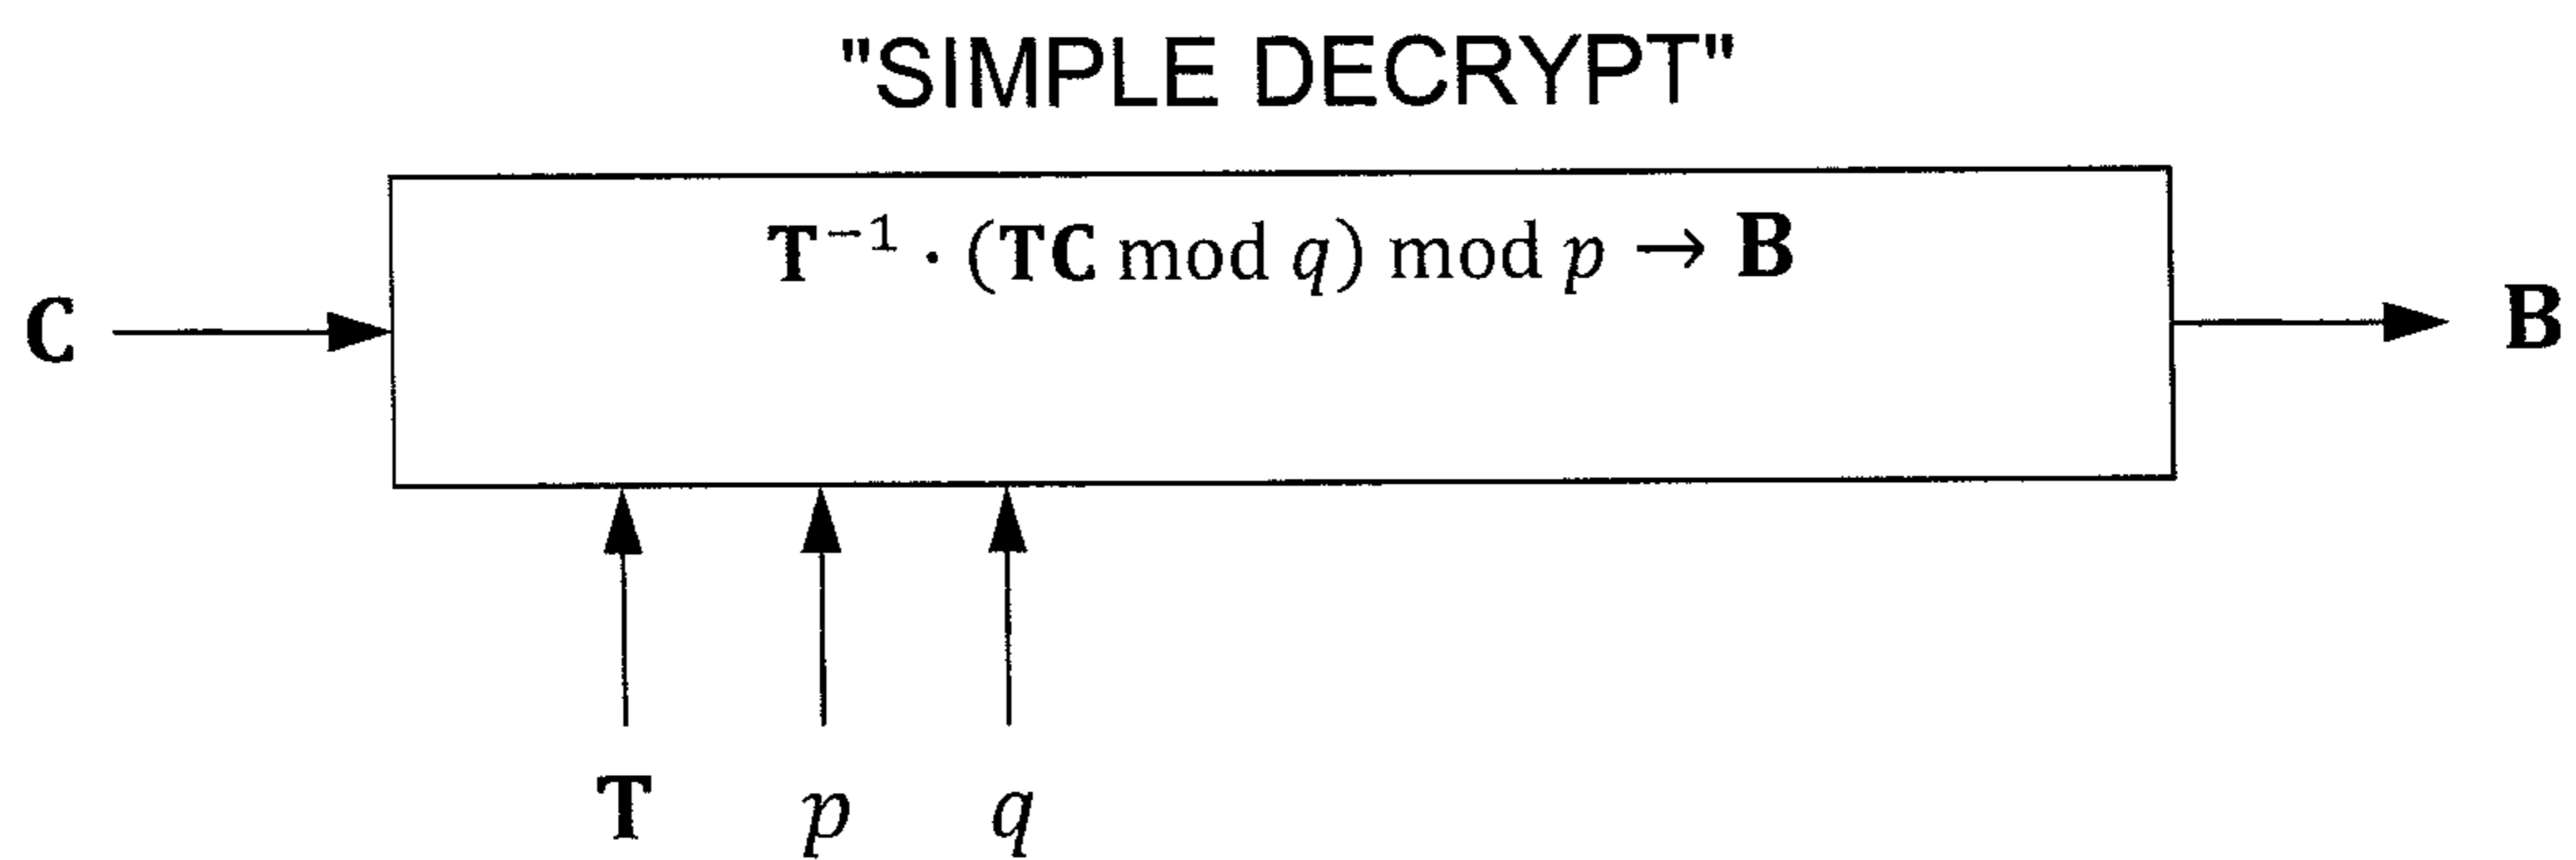 "SIMPLE DECRYPT"
T⁻¹ · (TC mod q) mod p → B
C
B
T p q